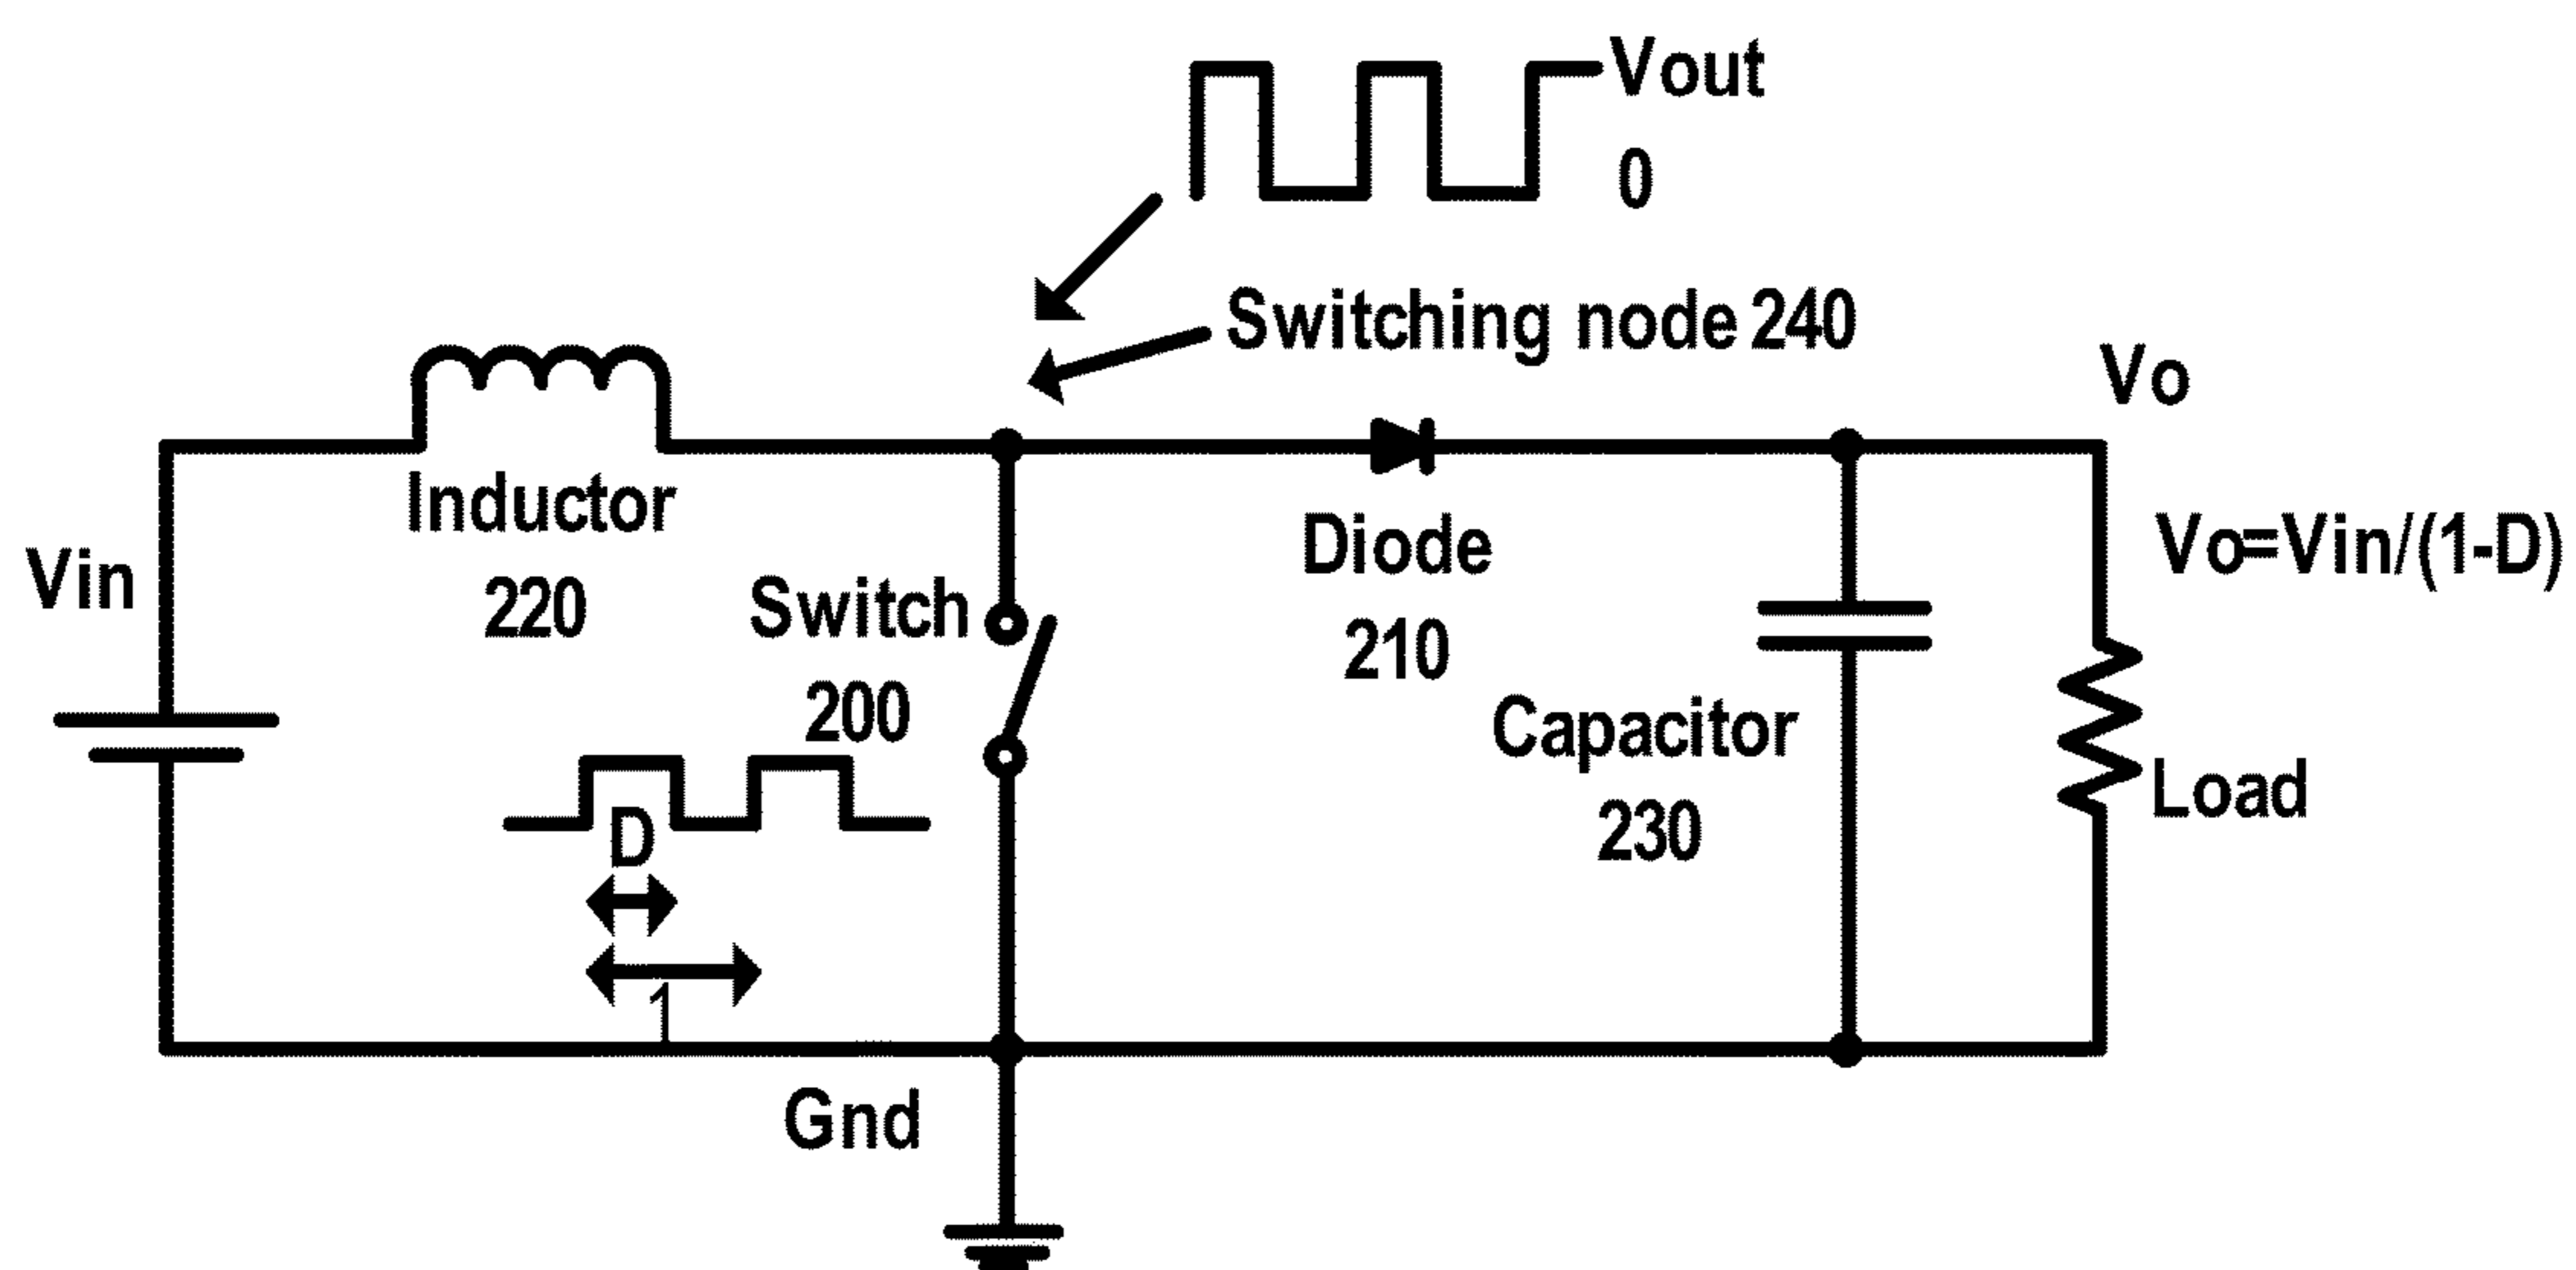 Vout
0
Switching node 240
Vo
Inductor
220
Vin
Switch
200
Diode
210
Vo=Vin/(1-D)
Capacitor
230
Load
D
1
Gnd